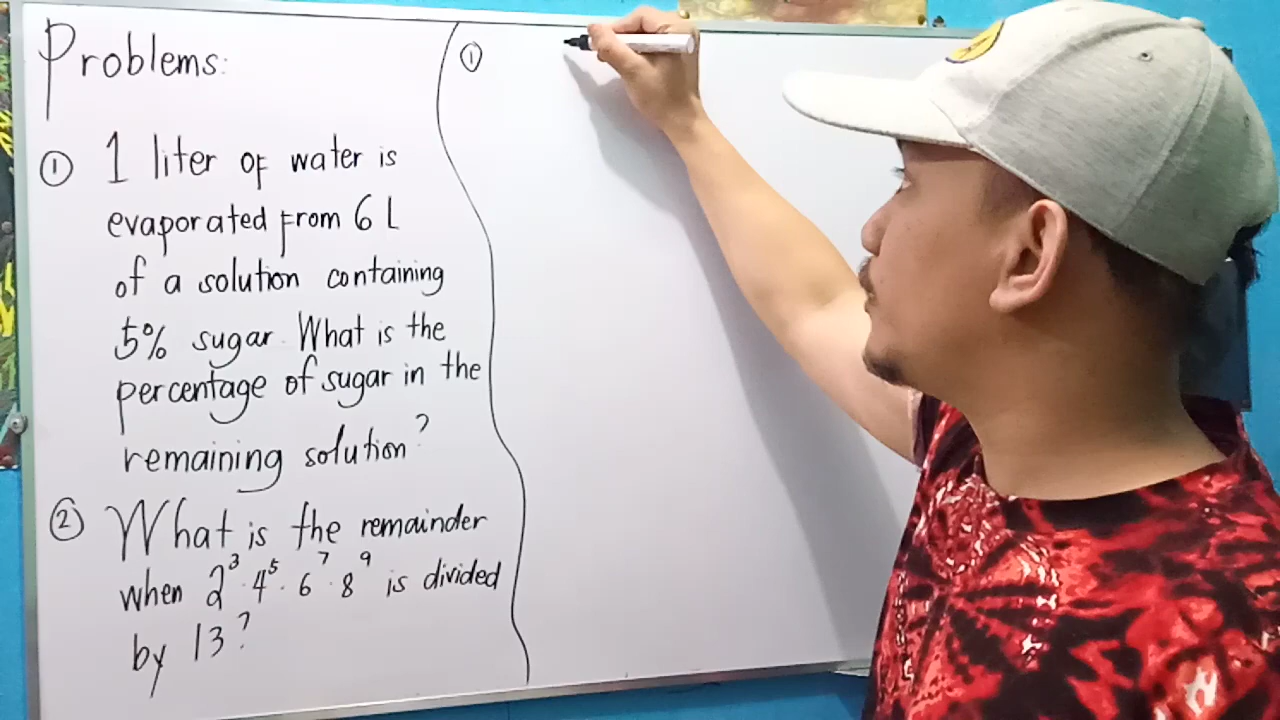 Problems:
① 1 liter of water is
evaporated from 6 L
of a solution containing
5% sugar. What is the
percentage of sugar in the
remaining solution?
② What is the remainder
when 2³·4⁵·6⁷·8⁹ is divided
by 13?
①